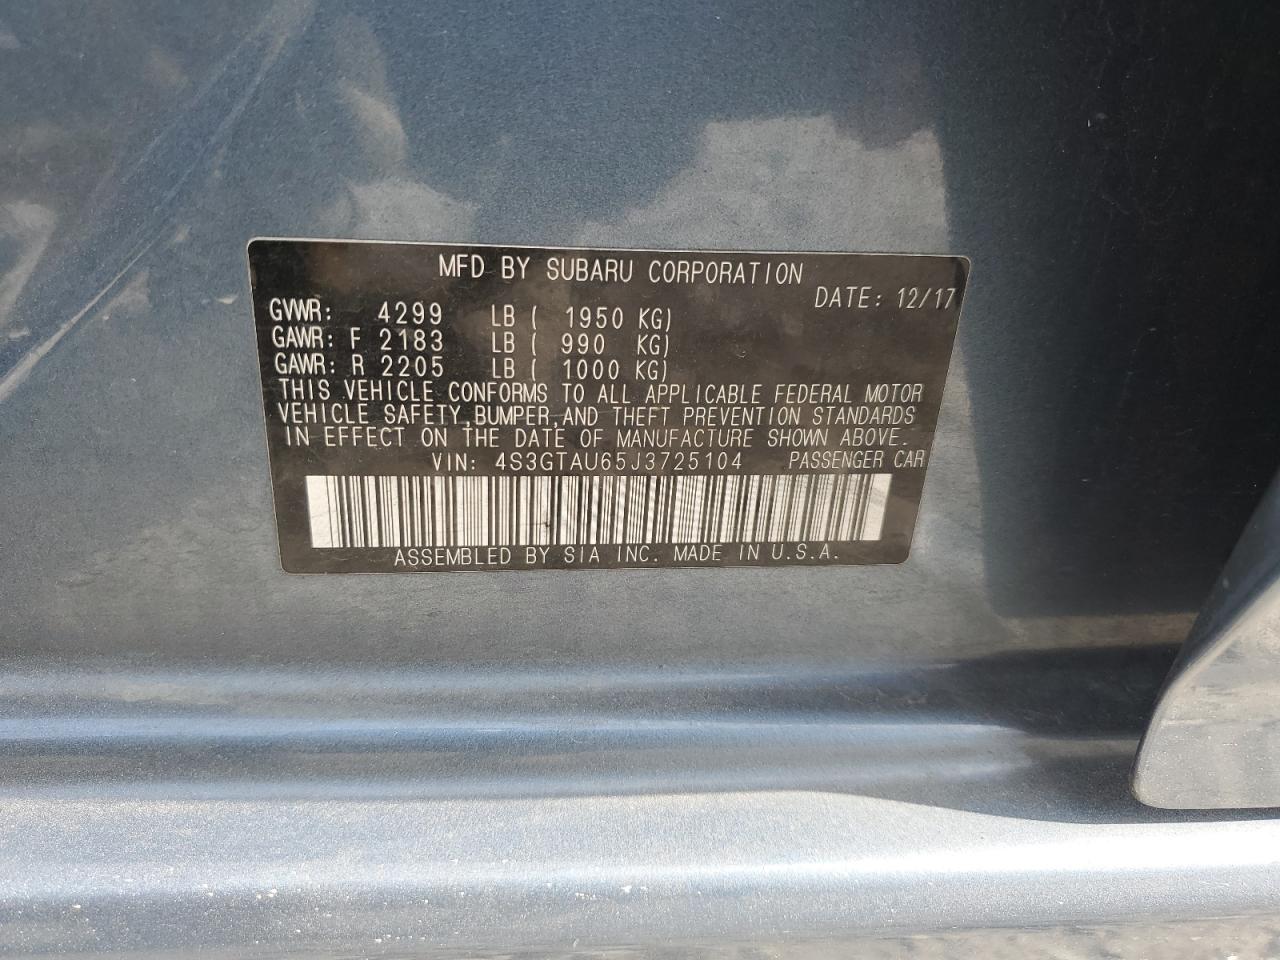 MFD BY SUBARU CORPORATION
DATE: 12/17
GVWR: 4299 LB ( 1950 KG)
GAWR: F 2183 LB ( 990 KG)
GAWR: R 2205 LB ( 1000 KG)
THIS VEHICLE CONFORMS TO ALL APPLICABLE FEDERAL MOTOR
VEHICLE SAFETY,BUMPER,AND THEFT PREVENTION STANDARDS
IN EFFECT ON THE DATE OF MANUFACTURE SHOWN ABOVE.
VIN: 4S3GTAU65J3725104 PASSENGER CAR
ASSEMBLED BY SIA INC. MADE IN U.S.A.